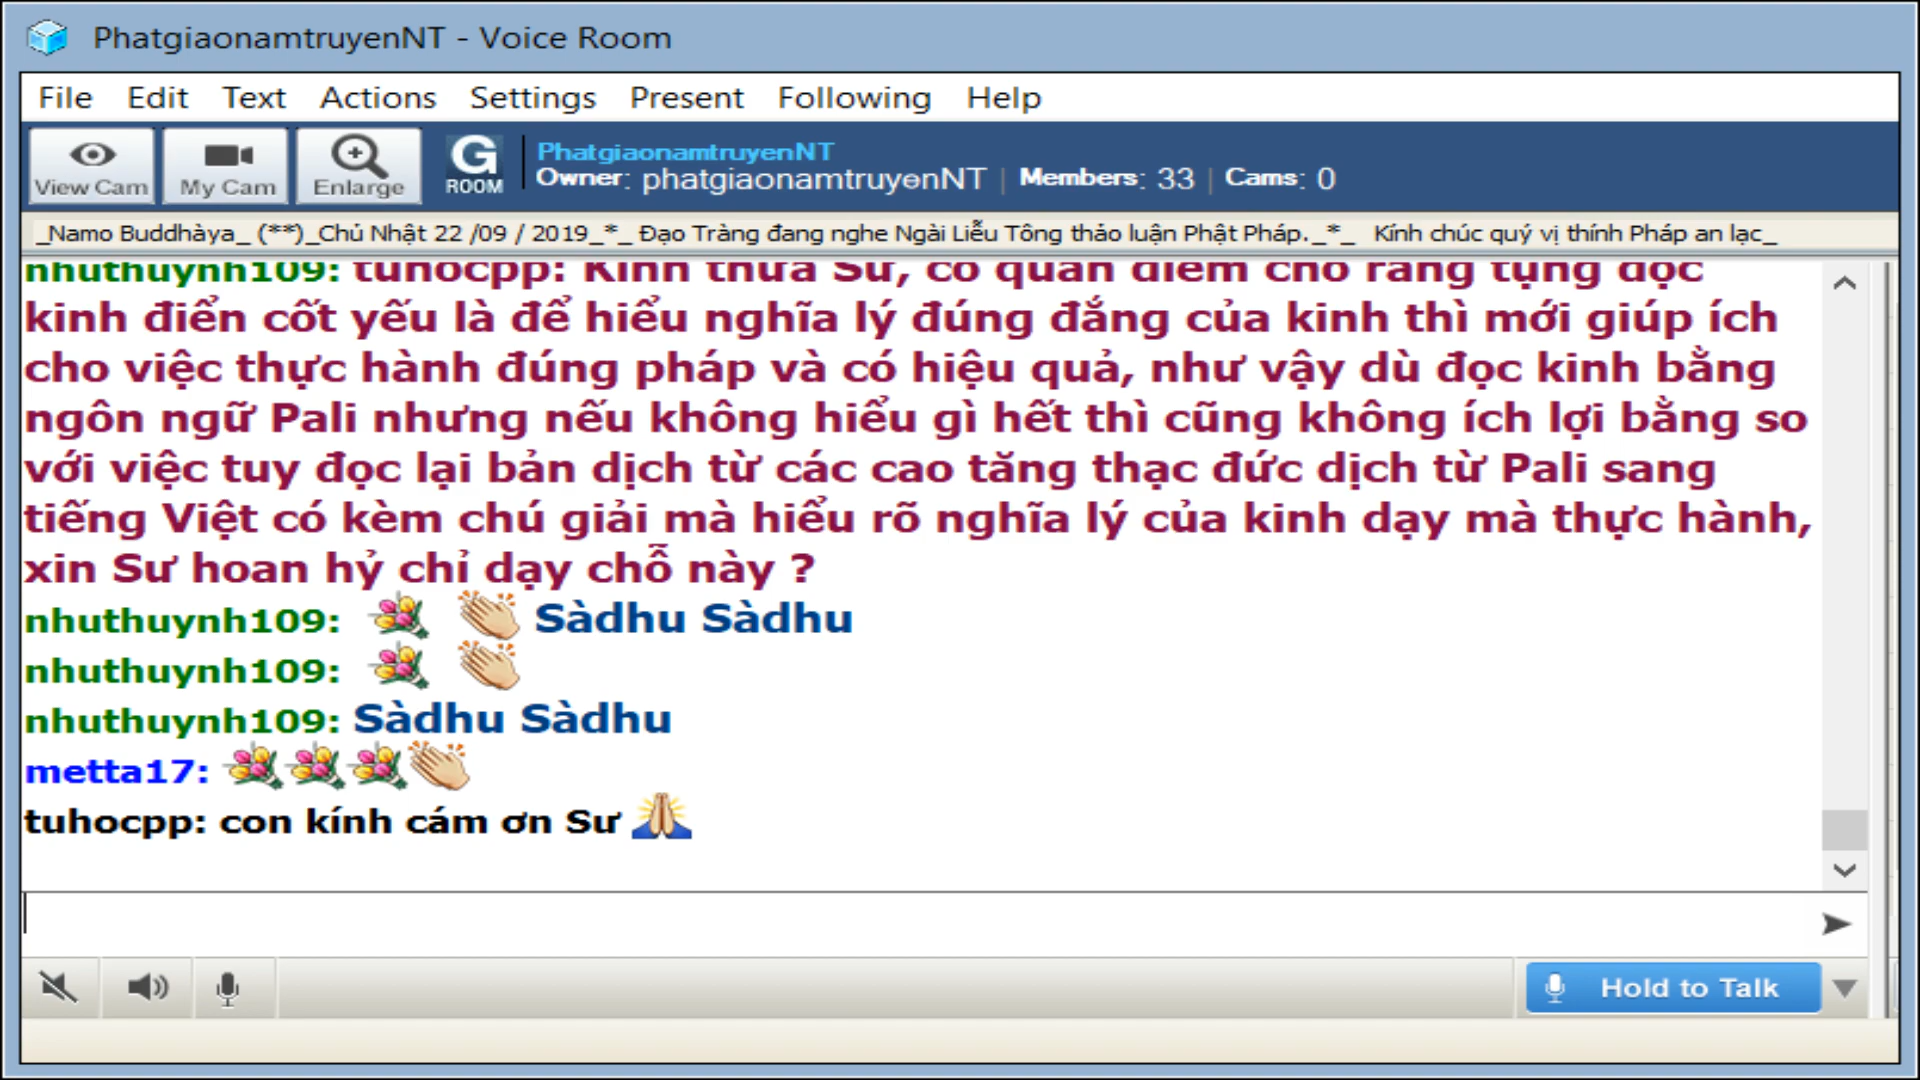 PhatgiaonamtruyenNT - Voice Room
File Edit Text Actions Settings Present Following Help
View Cam My Cam Enlarge G ROOM PhatgiaonamtruyenNT
Owner: phatgiaonamtruyenNT | Members: 33 | Cams: 0
_Namo Buddhàya_ (**)_Chủ Nhật 22 /09 / 2019_*_ Đạo Tràng đang nghe Ngài Liễu Tông thảo luận Phật Pháp._*_ Kính chúc quý vị thính Pháp an lạc_
nhuthuynh109: tuhocpp: Kính thưa Sư, có quan điểm cho rằng tụng đọc
kinh điển cốt yếu là để hiểu nghĩa lý đúng đắng của kinh thì mới giúp ích
cho việc thực hành đúng pháp và có hiệu quả, như vậy dù đọc kinh bằng
ngôn ngữ Pali nhưng nếu không hiểu gì hết thì cũng không ích lợi bằng so
với việc tuy đọc lại bản dịch từ các cao tăng thạc đức dịch từ Pali sang
tiếng Việt có kèm chú giải mà hiểu rõ nghĩa lý của kinh dạy mà thực hành,
xin Sư hoan hỷ chỉ dạy chỗ này ?
nhuthuynh109: Sàdhu Sàdhu
nhuthuynh109:
nhuthuynh109: Sàdhu Sàdhu
metta17:
tuhocpp: con kính cám ơn Sư
Hold to Talk